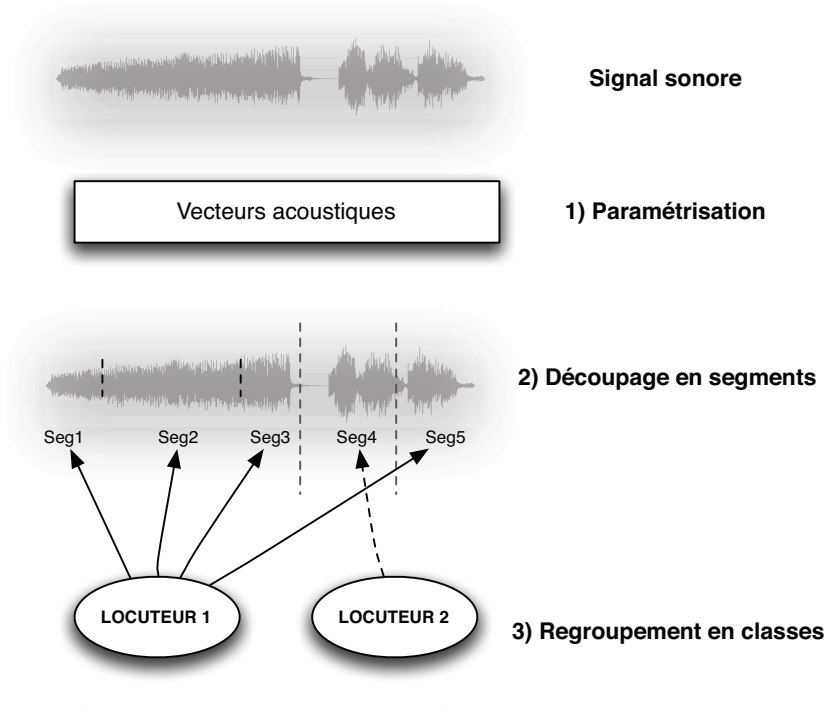 Signal sonore
Vecteurs acoustiques
1) Paramétrisation
2) Découpage en segments
Seg1 Seg2 Seg3 Seg4 Seg5
LOCUTEUR 1 LOCUTEUR 2
3) Regroupement en classes